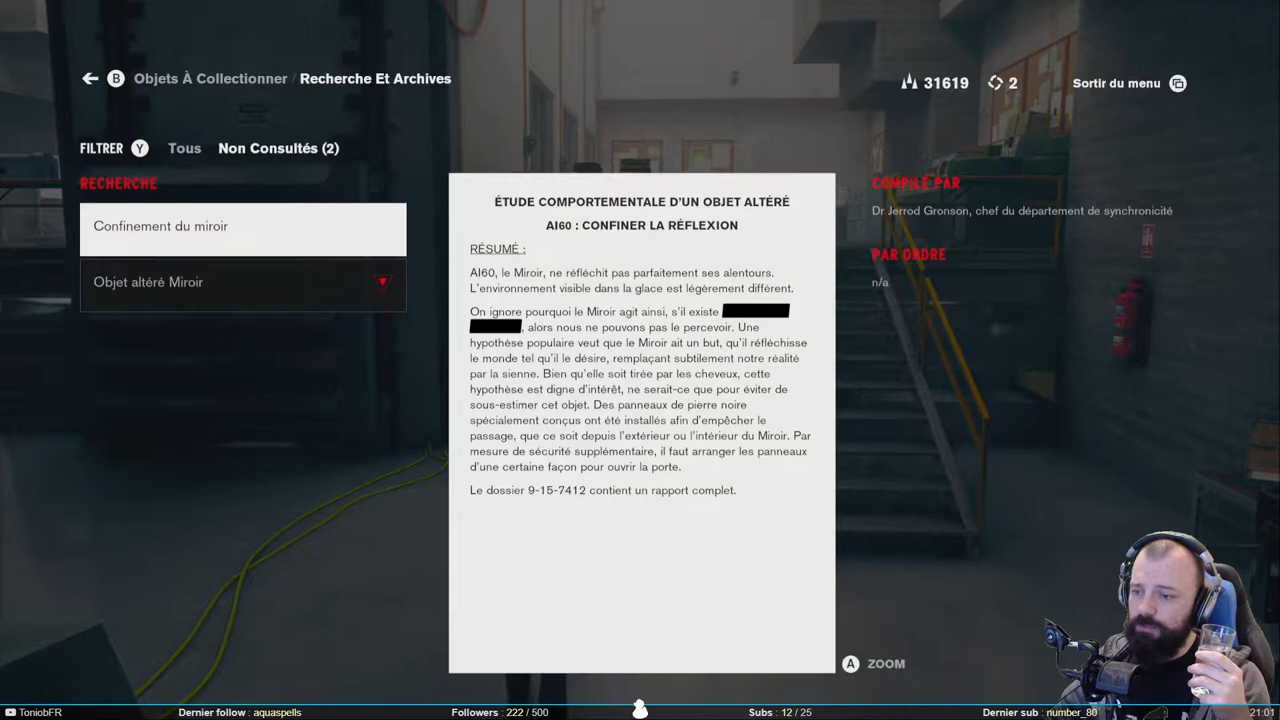 B Objets À Collectionner / Recherche Et Archives
31619 2 Sortir du menu
FILTRER Y Tous Non Consultés (2)
RECHERCHE
Confinement du miroir
Objet altéré Miroir
ÉTUDE COMPORTEMENTALE D'UN OBJET ALTÉRÉ
AI60 : CONFINER LA RÉFLEXION
RÉSUMÉ :
AI60, le Miroir, ne réfléchit pas parfaitement ses alentours.
L'environnement visible dans la glace est légèrement différent.
On ignore pourquoi le Miroir agit ainsi, s'il existe
, alors nous ne pouvons pas le percevoir. Une
hypothèse populaire veut que le Miroir ait un but, qu'il réfléchisse
le monde tel qu'il le désire, remplaçant subtilement notre réalité
par la sienne. Bien qu'elle soit tirée par les cheveux, cette
hypothèse est digne d'intérêt, ne serait-ce que pour éviter de
sous-estimer cet objet. Des panneaux de pierre noire
spécialement conçus ont été installés afin d'empêcher le
passage, que ce soit depuis l'extérieur ou l'intérieur du Miroir. Par
mesure de sécurité supplémentaire, il faut arranger les panneaux
d'une certaine façon pour ouvrir la porte.
Le dossier 9-15-7412 contient un rapport complet.
COMPILÉ PAR
Dr Jerrod Gronson, chef du département de synchronicité
PAR ORDRE
n/a
A ZOOM
ToniobFR Dernier follow : aquaspells Followers : 222 / 500 Subs : 12 / 25 Dernier sub : number_80 21:01